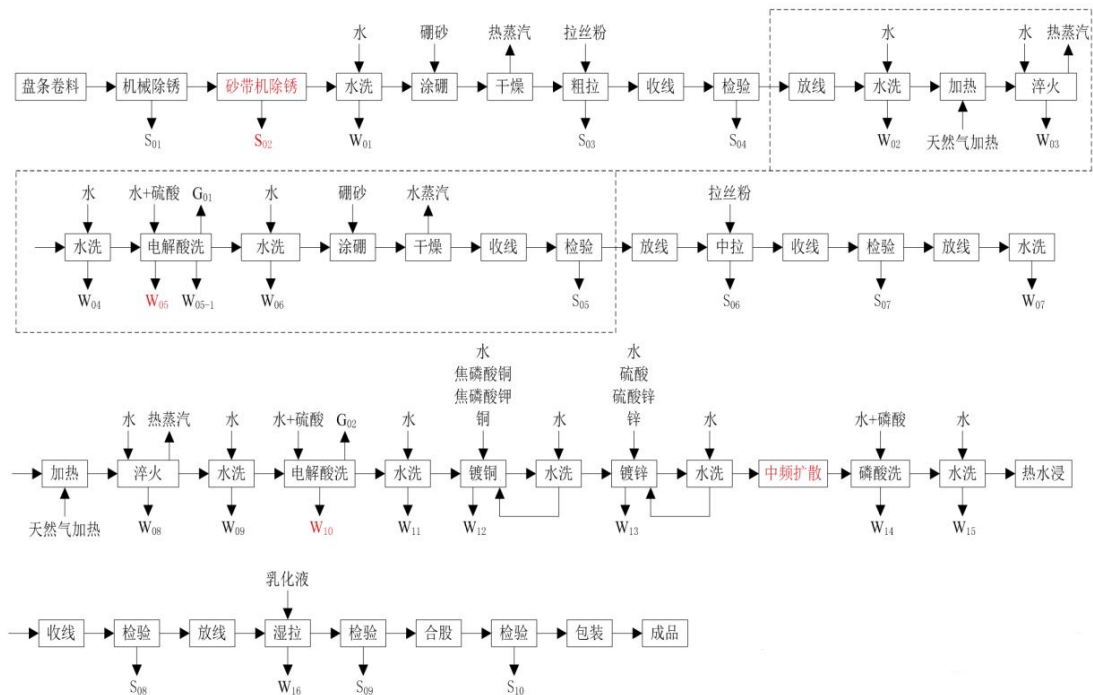 水 硼砂 热蒸汽 拉丝粉 水 水 热蒸汽
盘条卷料 机械除锈 砂带机除锈 水洗 涂硼 干燥 粗拉 收线 检验 放线 水洗 加热 淬火
S01 S02 W01 S03 S04 W02 天然气加热 W03
水 水+硫酸 G01 水 硼砂 水蒸汽 拉丝粉
水洗 电解酸洗 水洗 涂硼 干燥 收线 检验 放线 中拉 收线 检验 放线 水洗
W04 W05 W05-1 W06 S05 S06 S07 W07
水 水
焦磷酸铜 硫酸
焦磷酸钾 硫酸锌
水 热蒸汽 水 水+硫酸 G02 水 铜 水 锌 水 水+磷酸 水
加热 淬火 水洗 电解酸洗 水洗 镀铜 水洗 镀锌 水洗 中频扩散 磷酸洗 水洗 热水浸
天然气加热 W08 W09 W10 W11 W12 W13 W14 W15
乳化液
收线 检验 放线 湿拉 检验 合股 检验 包装 成品
S08 W16 S09 S10